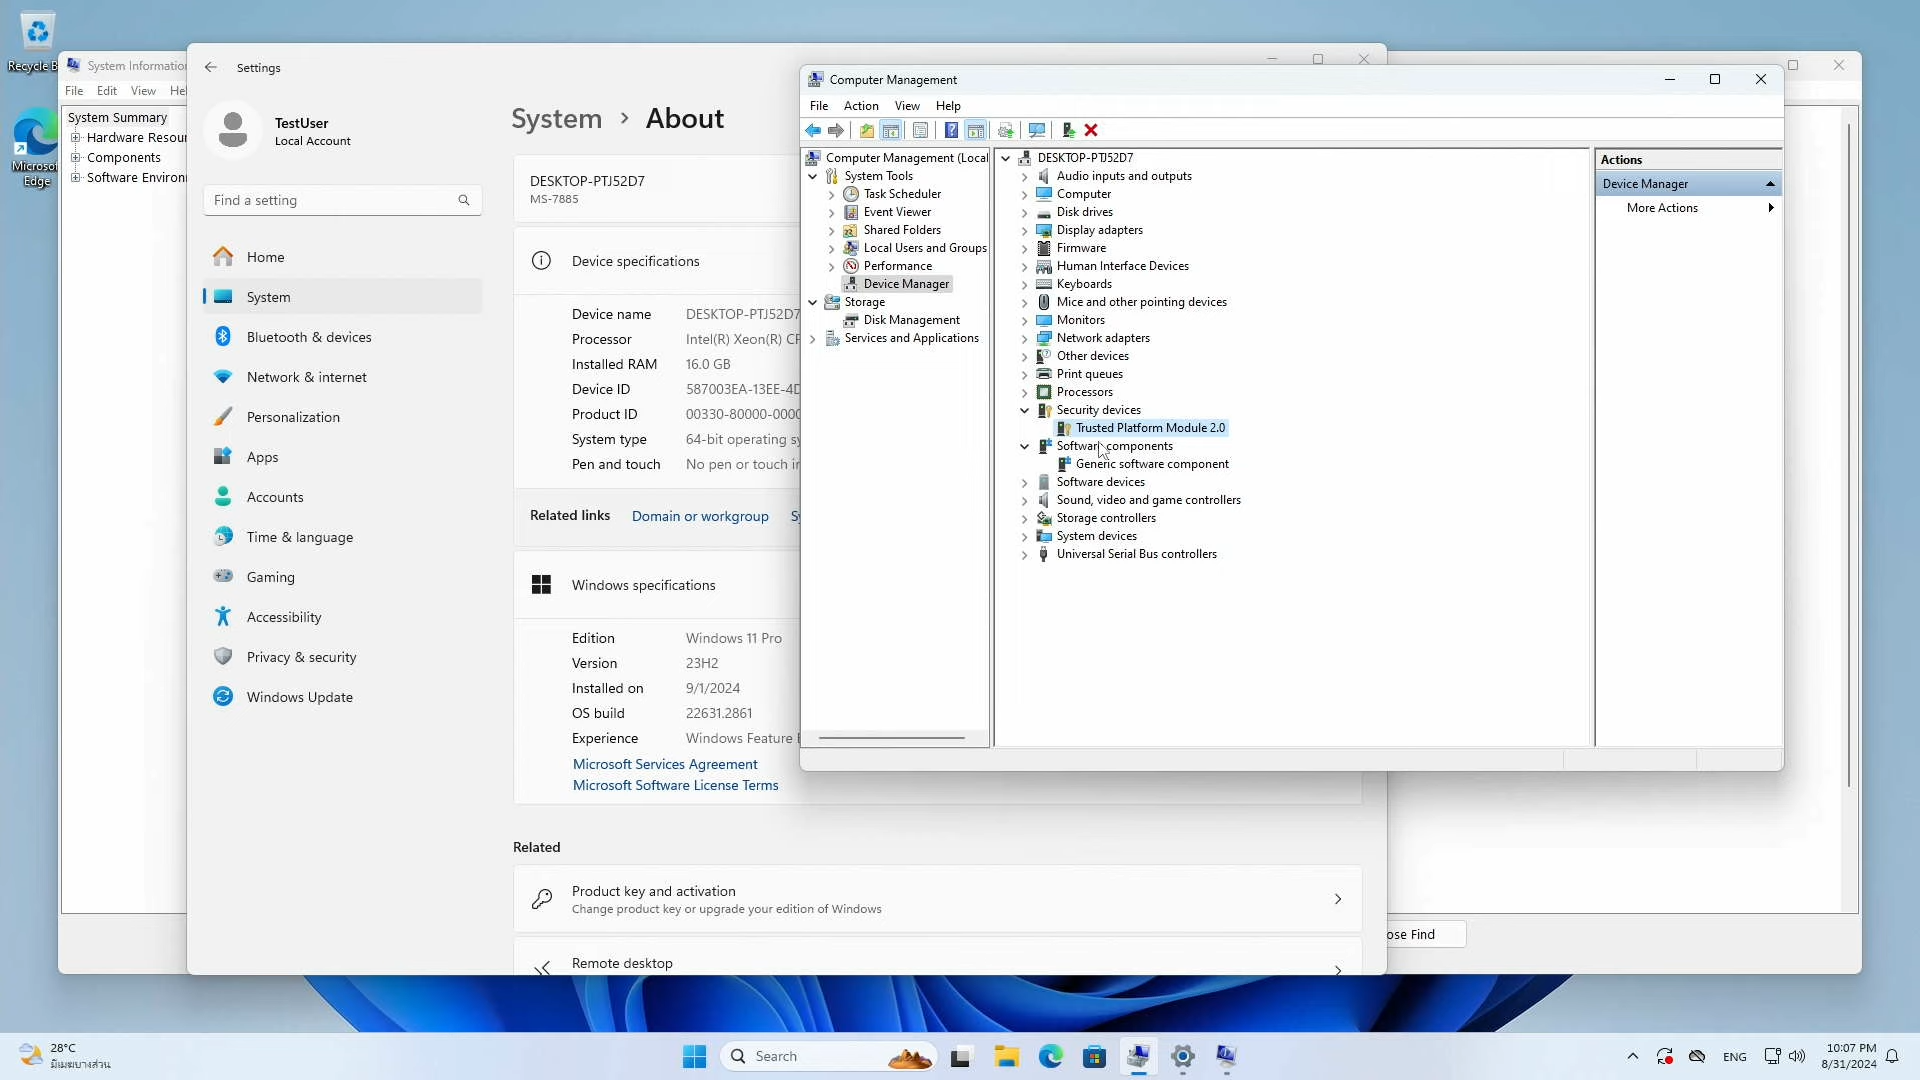 Recycle B
Microsof
Edge
System Information
File Edit View Hel
System Summary
Hardware Resour
Components
Software Environ
Settings
TestUser
Local Account
Find a setting
Home
System
Bluetooth & devices
Network & internet
Personalization
Apps
Accounts
Time & language
Gaming
Accessibility
Privacy & security
Windows Update
System > About
DESKTOP-PTJ52D7
MS-7885
Device specifications
Device name DESKTOP-PTJ52D7
Processor Intel(R) Xeon(R) CP
Installed RAM 16.0 GB
Device ID 587003EA-13EE-4D
Product ID 00330-80000-0000
System type 64-bit operating sy
Pen and touch No pen or touch in
Related links Domain or workgroup Sy
Windows specifications
Edition Windows 11 Pro
Version 23H2
Installed on 9/1/2024
OS build 22631.2861
Experience Windows Feature E
Microsoft Services Agreement
Microsoft Software License Terms
Related
Product key and activation
Change product key or upgrade your edition of Windows
Remote desktop
Computer Management
File Action View Help
Computer Management (Local
System Tools
Task Scheduler
Event Viewer
Shared Folders
Local Users and Groups
Performance
Device Manager
Storage
Disk Management
Services and Applications
DESKTOP-PTJ52D7
Audio inputs and outputs
Computer
Disk drives
Display adapters
Firmware
Human Interface Devices
Keyboards
Mice and other pointing devices
Monitors
Network adapters
Other devices
Print queues
Processors
Security devices
Trusted Platform Module 2.0
Software components
Generic software component
Software devices
Sound, video and game controllers
Storage controllers
System devices
Universal Serial Bus controllers
Actions
Device Manager
More Actions
ose Find
28°C
มีเมฆบางส่วน
Search
ENG
10:07 PM
8/31/2024